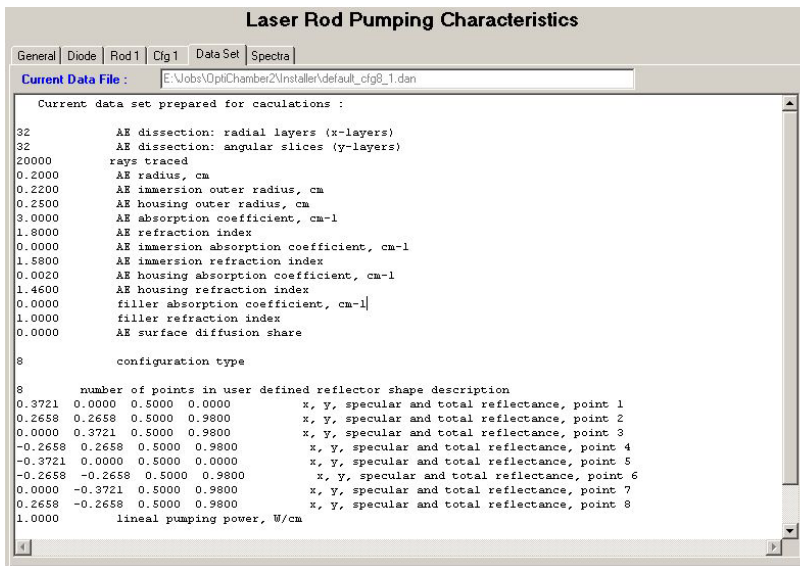 Laser Rod Pumping Characteristics
General Diode Rod 1 Cfg 1 Data Set Spectra
Current Data File : E:\Jobs\OptiChamber2\Installer\default_cfg8_1.dan
Current data set prepared for caculations :
32 AE dissection: radial layers (x-layers)
32 AE dissection: angular slices (y-layers)
20000 rays traced
0.2000 AE radius, cm
0.2200 AE immersion outer radius, cm
0.2500 AE housing outer radius, cm
3.0000 AE absorption coefficient, cm-1
1.8000 AE refraction index
0.0000 AE immersion absorption coefficient, cm-1
1.5800 AE immersion refraction index
0.0020 AE housing absorption coefficient, cm-1
1.4600 AE housing refraction index
0.0000 filler absorption coefficient, cm-1
1.0000 filler refraction index
0.0000 AE surface diffusion share
8 configuration type
8 number of points in user defined reflector shape description
0.3721 0.0000 0.5000 0.0000 x, y, specular and total reflectance, point 1
0.2658 0.2658 0.5000 0.9800 x, y, specular and total reflectance, point 2
0.0000 0.3721 0.5000 0.9800 x, y, specular and total reflectance, point 3
-0.2658 0.2658 0.5000 0.9800 x, y, specular and total reflectance, point 4
-0.3721 0.0000 0.5000 0.0000 x, y, specular and total reflectance, point 5
-0.2658 -0.2658 0.5000 0.9800 x, y, specular and total reflectance, point 6
0.0000 -0.3721 0.5000 0.9800 x, y, specular and total reflectance, point 7
0.2658 -0.2658 0.5000 0.9800 x, y, specular and total reflectance, point 8
1.0000 lineal pumping power, W/cm